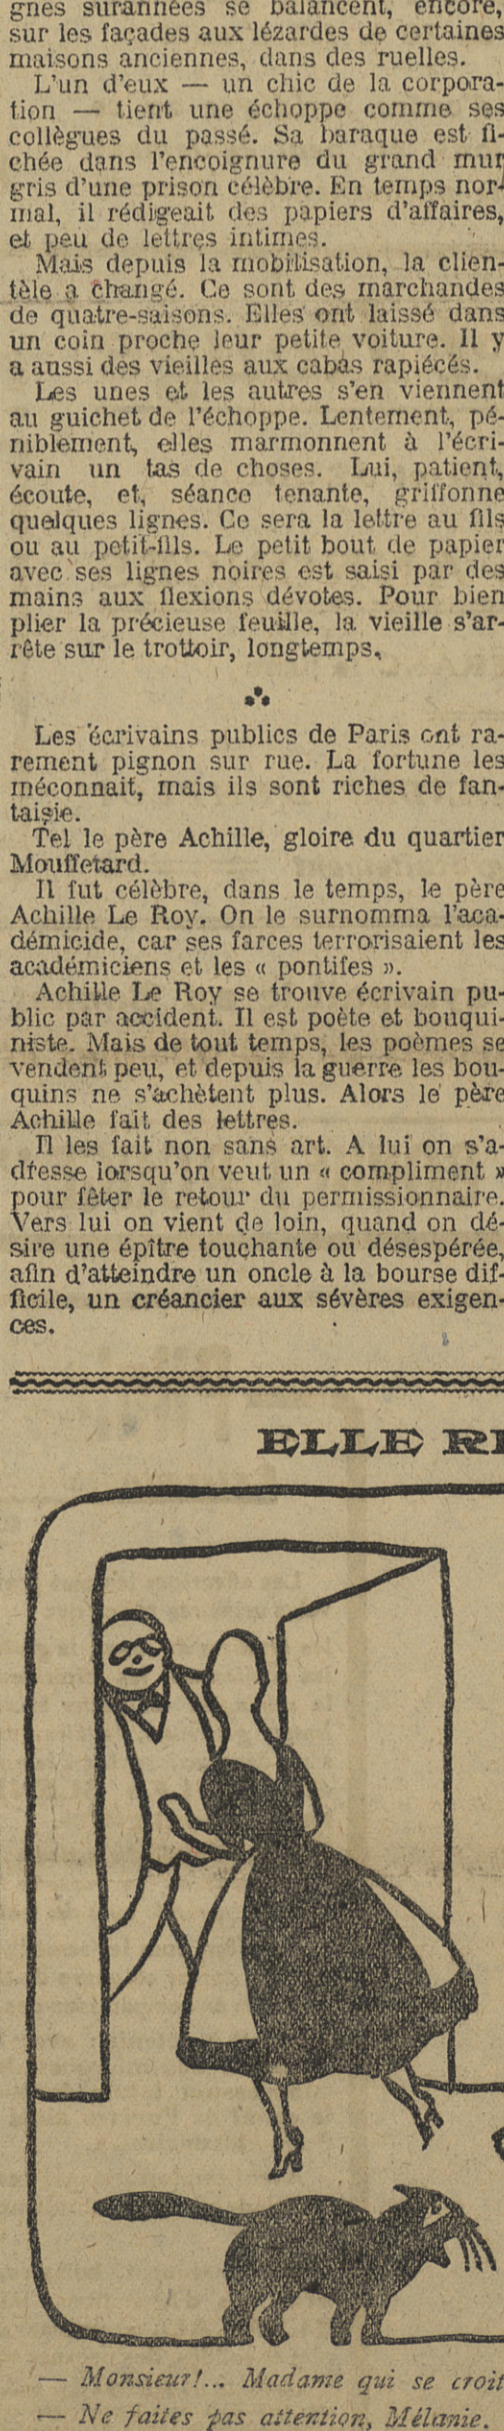 gnes surannées se balancent, encore,
sur les façades aux lézardes de certaines
maisons anciennes, dans des ruelles.
L'un d'eux — un chic de la corpora-
tion — tient une échoppe comme ses
collègues du passé. Sa baraque est fi-
chée dans l'encoignure du grand mur
gris d'une prison célèbre. En temps nor-
mal, il rédigeait des papiers d'affaires,
et peu de lettres intimes.
Mais depuis la mobilisation, la clien-
tèle a changé. Ce sont des marchandes
de quatre-saisons. Elles ont laissé dans
un coin proche leur petite voiture. Il y
a aussi des vieilles aux cabas rapiécés.
Les unes et les autres s'en viennent
au guichet de l'échoppe. Lentement, pé-
niblement, elles marmonnent à l'écri-
vain un tas de choses. Lui, patient,
écoute, et, séance tenante, griffonne
quelques lignes. Ce sera la lettre au fils
ou au petit-fils. Le petit bout de papier
avec ses lignes noires est saisi par des
mains aux flexions dévotes. Pour bien
plier la précieuse feuille, la vieille s'ar-
rête sur le trottoir, longtemps.
Les écrivains publics de Paris ont ra-
rement pignon sur rue. La fortune les
méconnait, mais ils sont riches de fan-
taisie.
Tel le père Achille, gloire du quartier
Mouffetard.
Il fut célèbre, dans le temps, le père
Achille Le Roy. On le surnomma l'aca-
démicide, car ses farces terrorisaient les
académiciens et les « pontifes ».
Achille Le Roy se trouve écrivain pu-
blic par accident. Il est poète et bouqui-
niste. Mais de tout temps, les poèmes se
vendent peu, et depuis la guerre les bou-
quins ne s'achètent plus. Alors le père
Achille fait des lettres.
Il les fait non sans art. A lui on s'a-
dresse lorsqu'on veut un « compliment »
pour fêter le retour du permissionnaire.
Vers lui on vient de loin, quand on dé-
sire une épître touchante ou désespérée,
afin d'atteindre un oncle à la bourse dif-
ficile, un créancier aux sévères exigen-
ces.
ELLE
— Monsieur!... Madame qui se croit
— Ne faites pas attention, Mélanie.